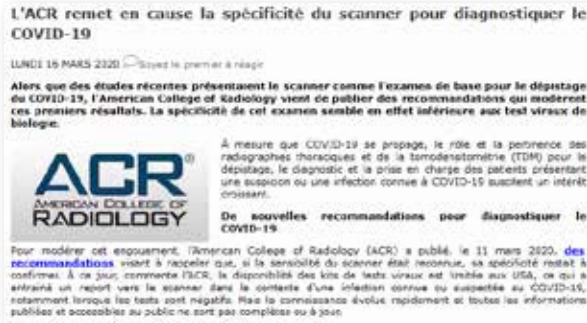 L'ACR remet en cause la spécificité du scanner pour diagnostiquer le
COVID-19
LUNDI 16 MARS 2020 Soyez le premier à réagir
Alors que des études récentes présentaient le scanner comme l'examen de base pour le dépistage
du COVID-19, l'American College of Radiology vient de publier des recommandations qui modèrent
ces premiers résultats. La spécificité de cet examen semble en effet inférieure aux test viraux de
biologie.
ACR®
AMERICAN COLLEGE OF
RADIOLOGY
À mesure que COVID-19 se propage, le rôle et la pertinence des
radiographies thoraciques et de la tomodensitométrie (TDM) pour le
dépistage, le diagnostic et la prise en charge des patients présentant
une suspicion ou une infection connue à COVID-19 suscitent un intérêt
croissant.
De nouvelles recommandations pour diagnostiquer le
COVID-19
Pour modérer cet engouement, l'American College of Radiology (ACR) a publié, le 11 mars 2020, des
recommandations visant à rappeler que, si la sensibilité du scanner était reconnue, sa spécificité restait à
confirmer. À ce jour, commente l'ACR, la disponibilité des kits de tests viraux est limitée aux USA, ce qui a
entraîné un report vers le scanner dans le contexte d'une infection connue ou suspectée au COVID-19,
notamment lorsque les tests sont négatifs. Mais la connaissance évolue rapidement et toutes les informations
publiées et accessibles au public ne sont pas complètes ou à jour.